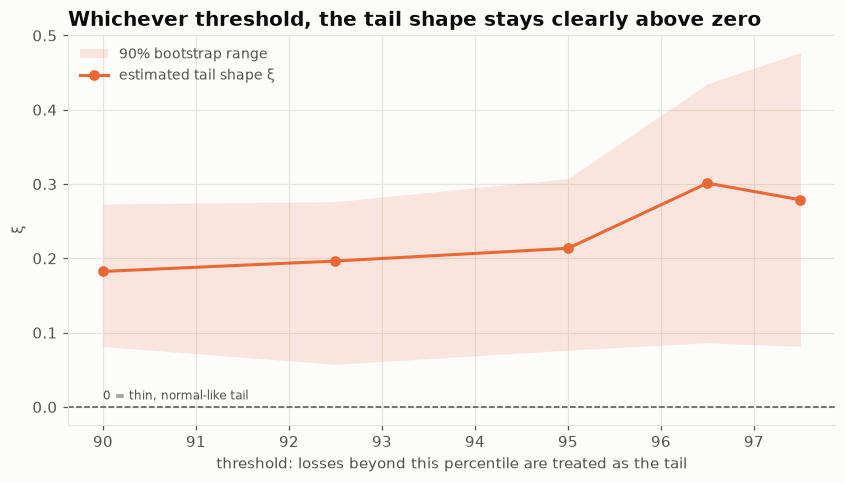 Whichever threshold, the tail shape stays clearly above zero
90% bootstrap range
estimated tail shape ξ
0.5
0.4
0.3
0.2
0.1
0.0
ξ
0 = thin, normal-like tail
90 91 92 93 94 95 96 97
threshold: losses beyond this percentile are treated as the tail